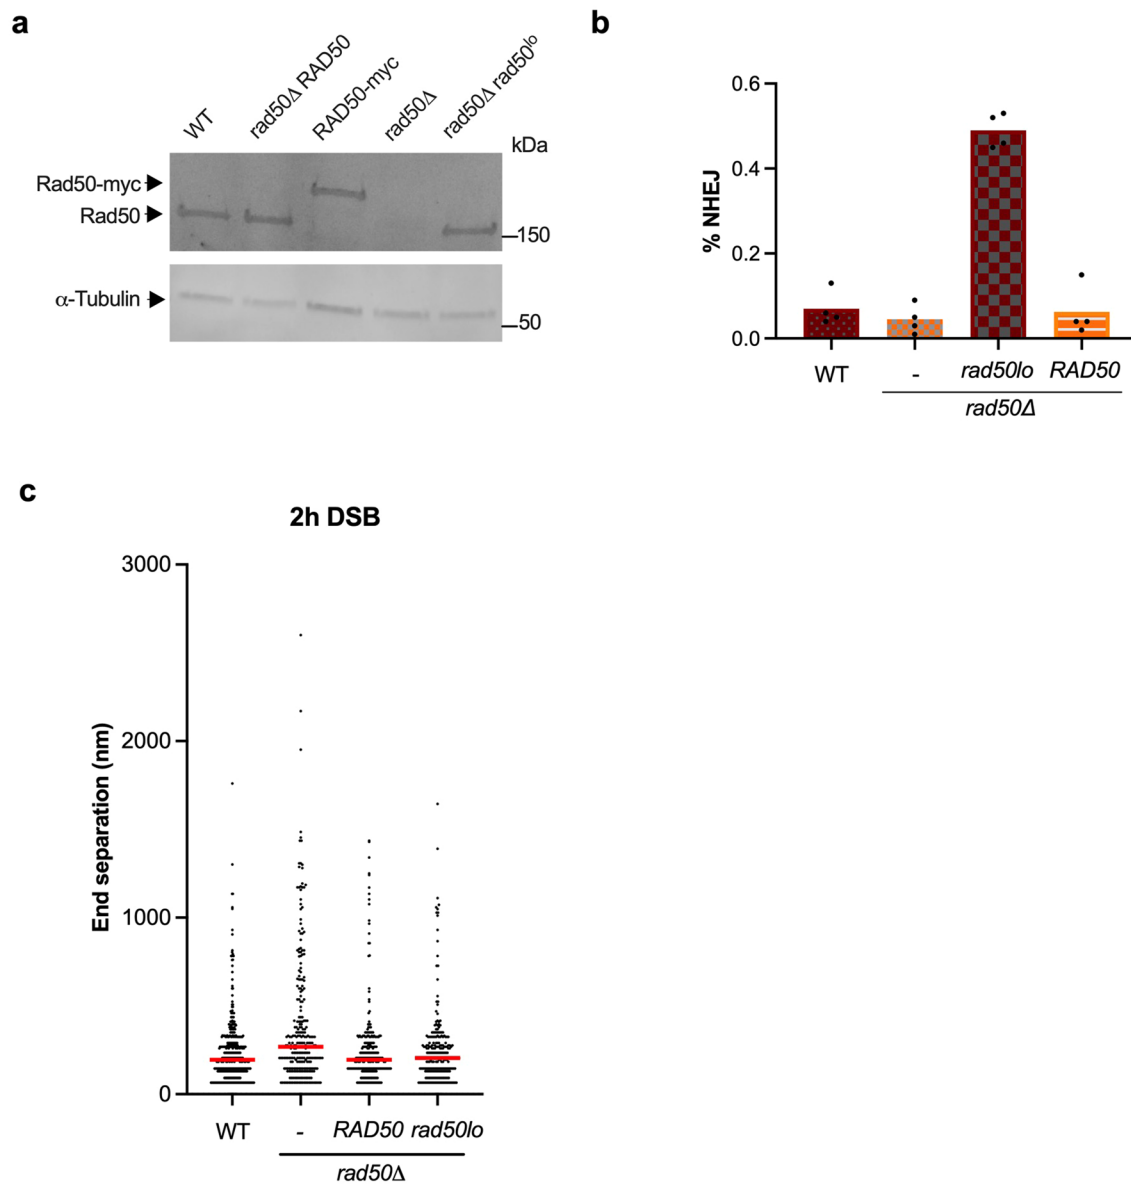 a
WT
rad50Δ RAD50
RAD50-myc
rad50Δ
rad50Δ rad50lo
kDa
Rad50-myc
Rad50
150
α-Tubulin
50
b
0.6
0.4
0.2
0.0
% NHEJ
WT
-
rad50lo
RAD50
rad50Δ
c
2h DSB
3000
2000
1000
0
End separation (nm)
WT
-
RAD50
rad50lo
rad50Δ